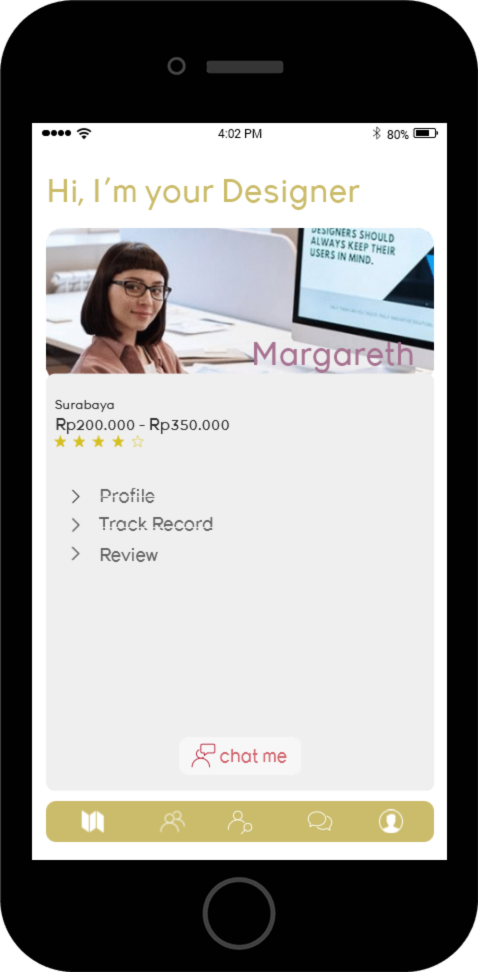 4:02 PM
80%
Hi, I'm your Designer
DESIGNERS SHOULD
ALWAYS KEEP THEIR
USERS IN MIND.
Margareth
Surabaya
Rp200.000 - Rp350.000
Profile
Track Record
Review
chat me